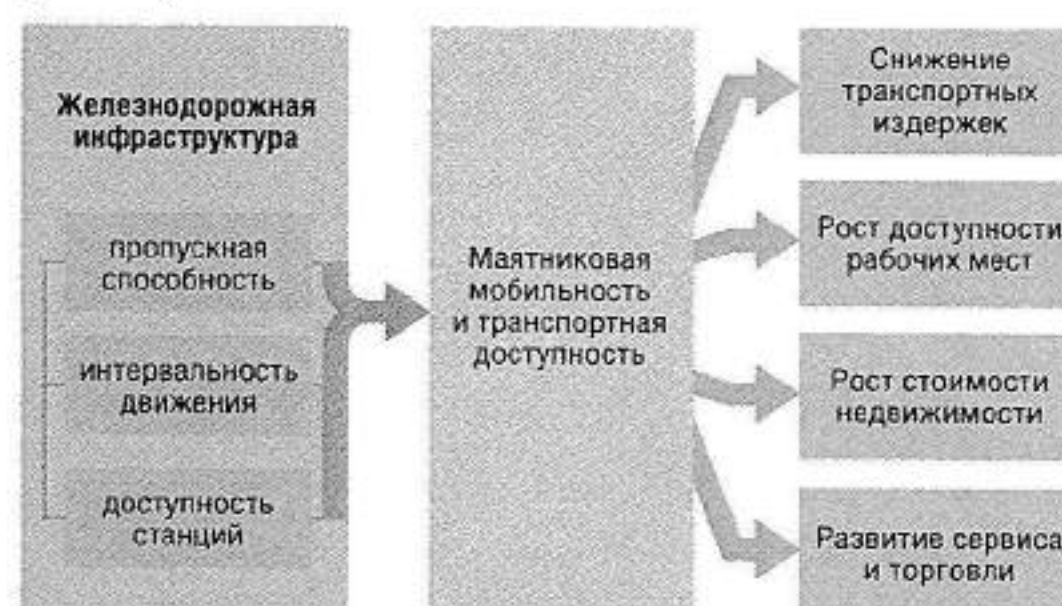 Железнодорожная
инфраструктура
пропускная
способность
интервальность
движения
доступность
станций
Маятниковая
мобильность
и транспортная
доступность
Снижение
транспортных
издержек
Рост доступности
рабочих мест
Рост стоимости
недвижимости
Развитие сервиса
и торговли